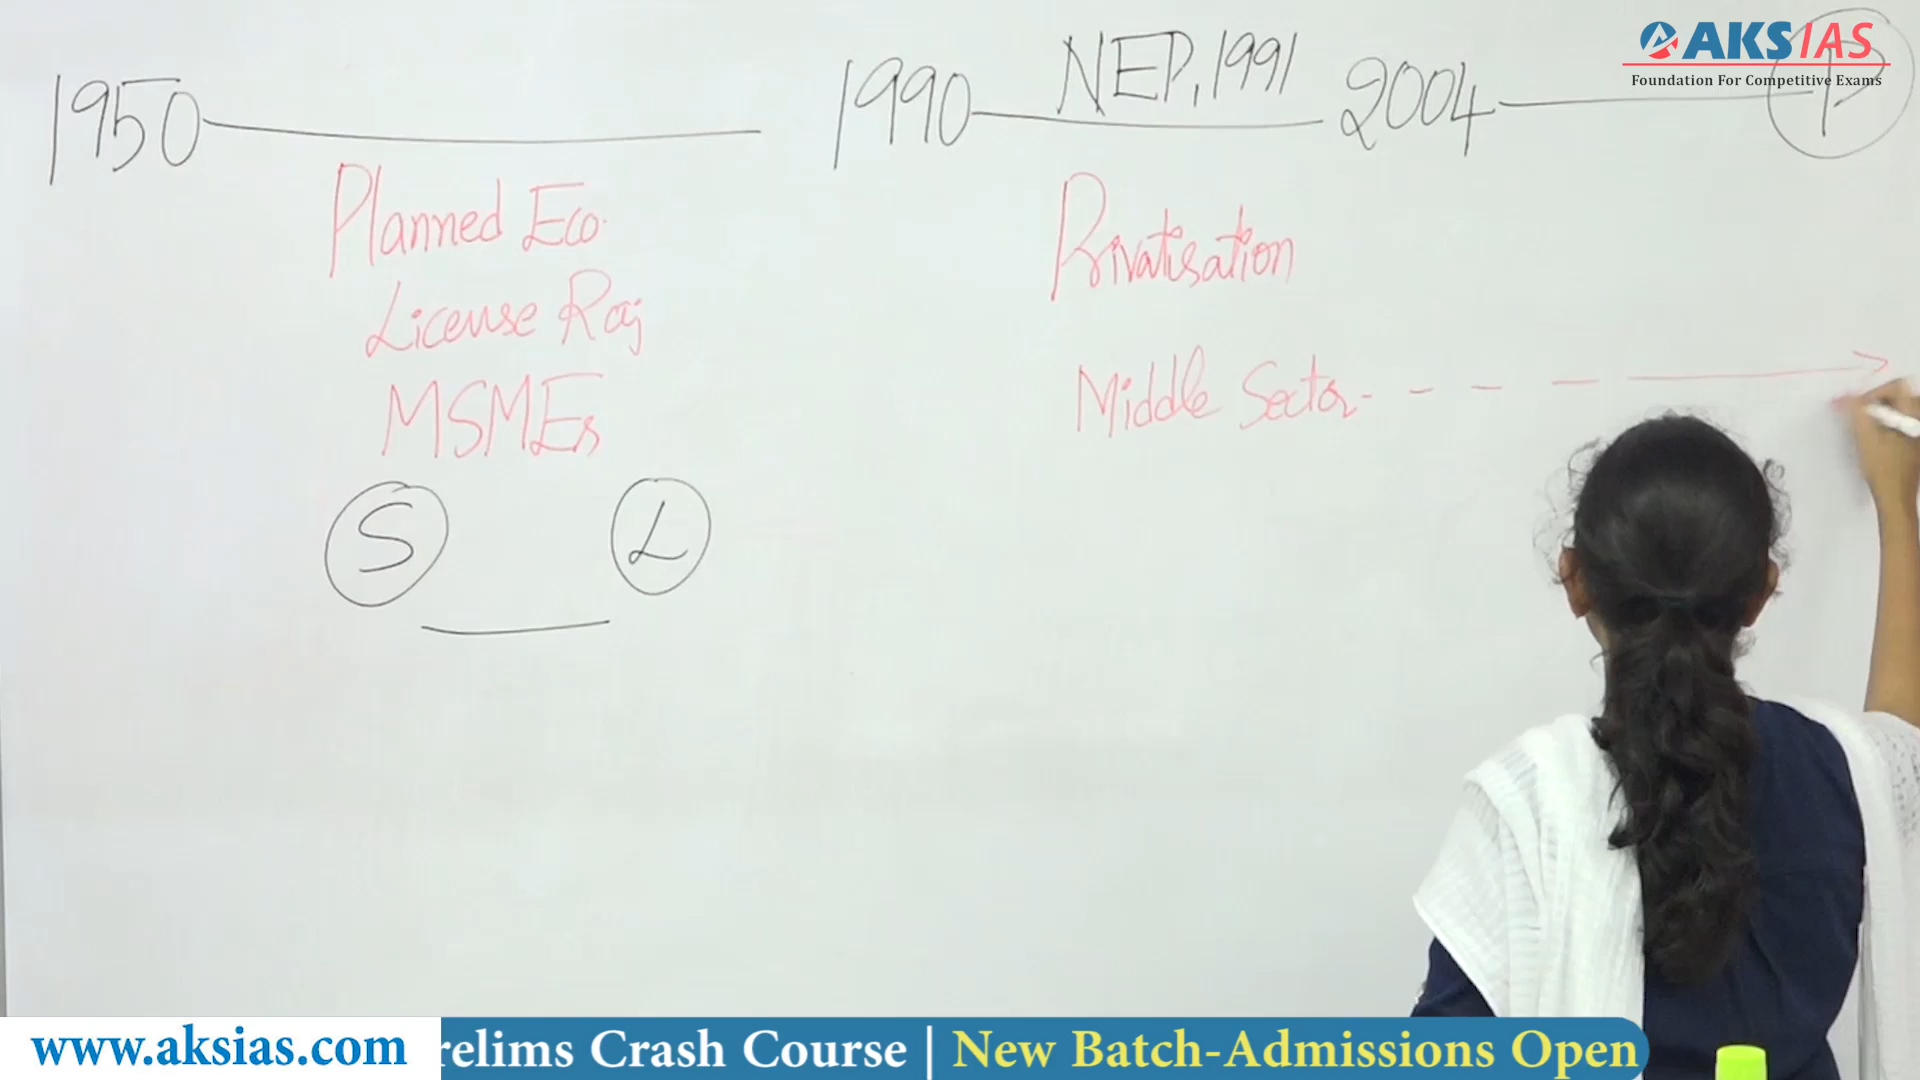 AKS IAS
Foundation For Competitive Exams
1950 1990 NEP, 1991 2004 P
Planned Eco.
License Raj
MSMEs
S L
Privatisation
Middle Sector
www.aksias.com
relims Crash Course | New Batch-Admissions Open